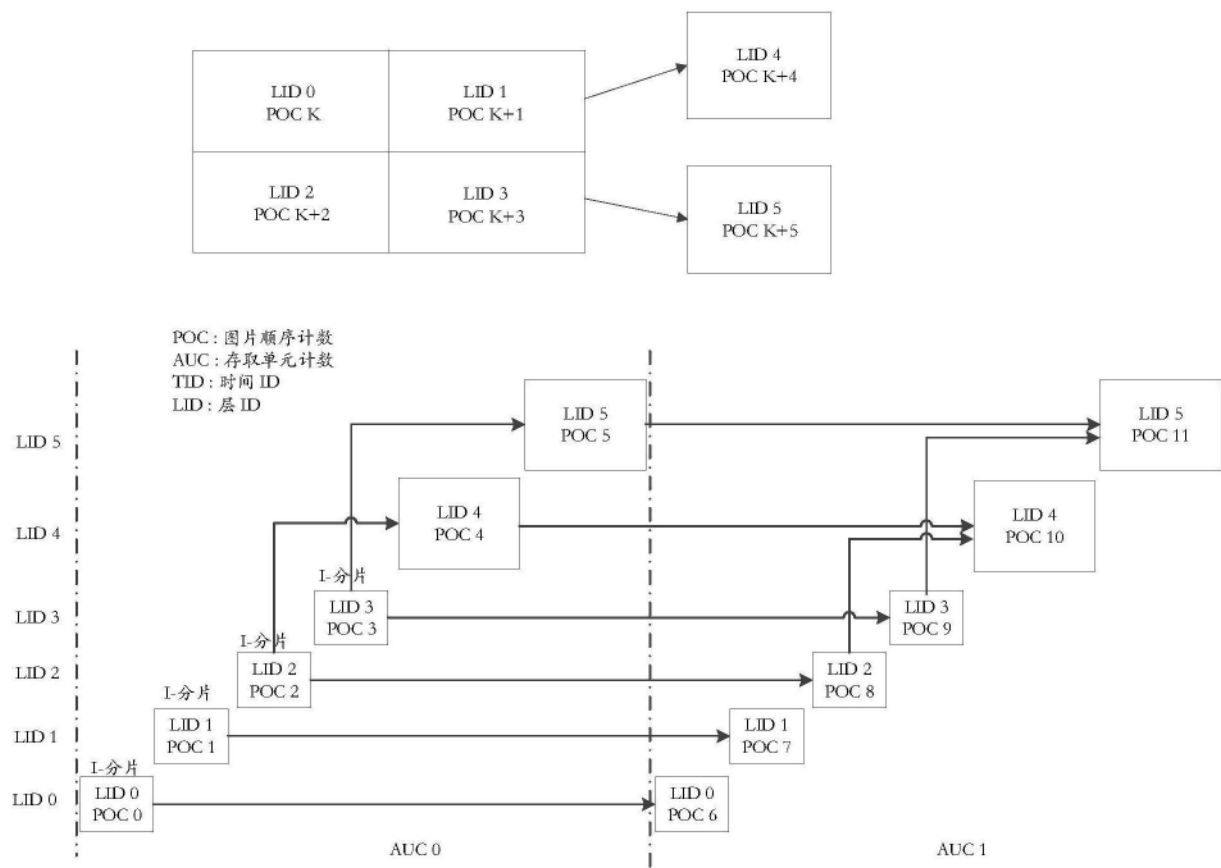 LID 0
POC K
LID 1
POC K+1
LID 4
POC K+4
LID 2
POC K+2
LID 3
POC K+3
LID 5
POC K+5
POC : 图片顺序计数
AUC : 存取单元计数
TID : 时间 ID
LID : 层 ID
LID 5
LID 5
POC 5
LID 5
POC 11
LID 4
LID 4
POC 4
LID 4
POC 10
I-分片
LID 3
LID 3
POC 3
LID 3
POC 9
I-分片
LID 2
LID 2
POC 2
LID 2
POC 8
I-分片
LID 1
LID 1
POC 1
LID 1
POC 7
I-分片
LID 0
LID 0
POC 0
LID 0
POC 6
AUC 0
AUC 1